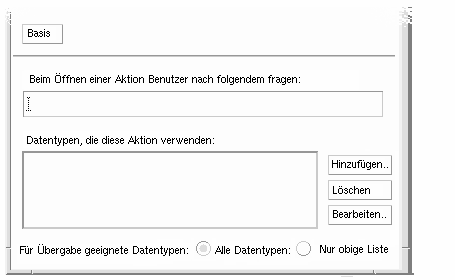 Basis
Beim Öffnen einer Aktion Benutzer nach folgendem fragen:
Datentypen, die diese Aktion verwenden:
Hinzufügen..
Löschen
Bearbeiten..
Für Übergabe geeignete Datentypen: Alle Datentypen: Nur obige Liste